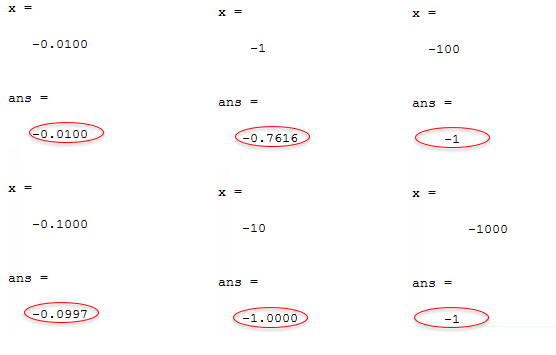 x =
-0.0100
ans =
-0.0100
x =
-0.1000
ans =
-0.0997
x =
-1
ans =
-0.7616
x =
-10
ans =
-1.0000
x =
-100
ans =
-1
x =
-1000
ans =
-1